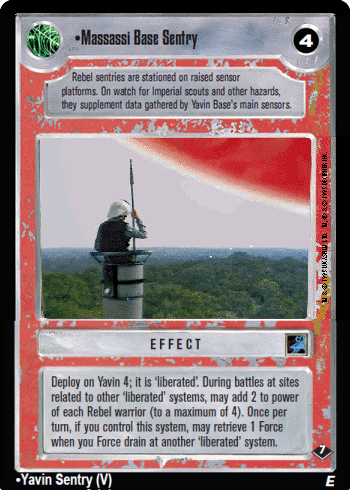 •Massassi Base Sentry
4
Rebel sentries are stationed on raised sensor
platforms. On watch for Imperial scouts and other hazards,
they supplement data gathered by Yavin Base's main sensors.
EFFECT
Deploy on Yavin 4; it is 'liberated'. During battles at sites
related to other 'liberated' systems, may add 2 to power
of each Rebel warrior (to a maximum of 4). Once per
turn, if you control this system, may retrieve 1 Force
when you Force drain at another 'liberated' system.
7
•Yavin Sentry (V)
E